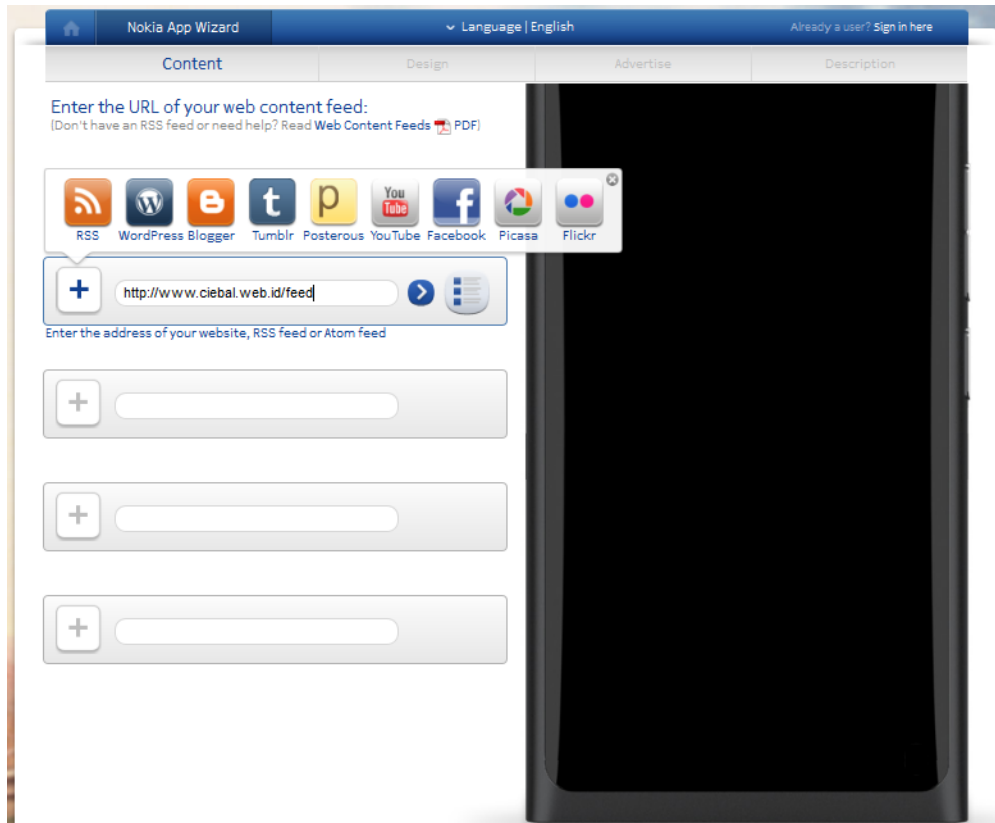 Nokia App Wizard Language | English Already a user? Sign in here
Content Design Advertise Description
Enter the URL of your web content feed:
(Don't have an RSS feed or need help? Read Web Content Feeds PDF)
You
Tube
RSS WordPress Blogger Tumblr Posterous YouTube Facebook Picasa Flickr
http://www.ciebal.web.id/feed
Enter the address of your website, RSS feed or Atom feed